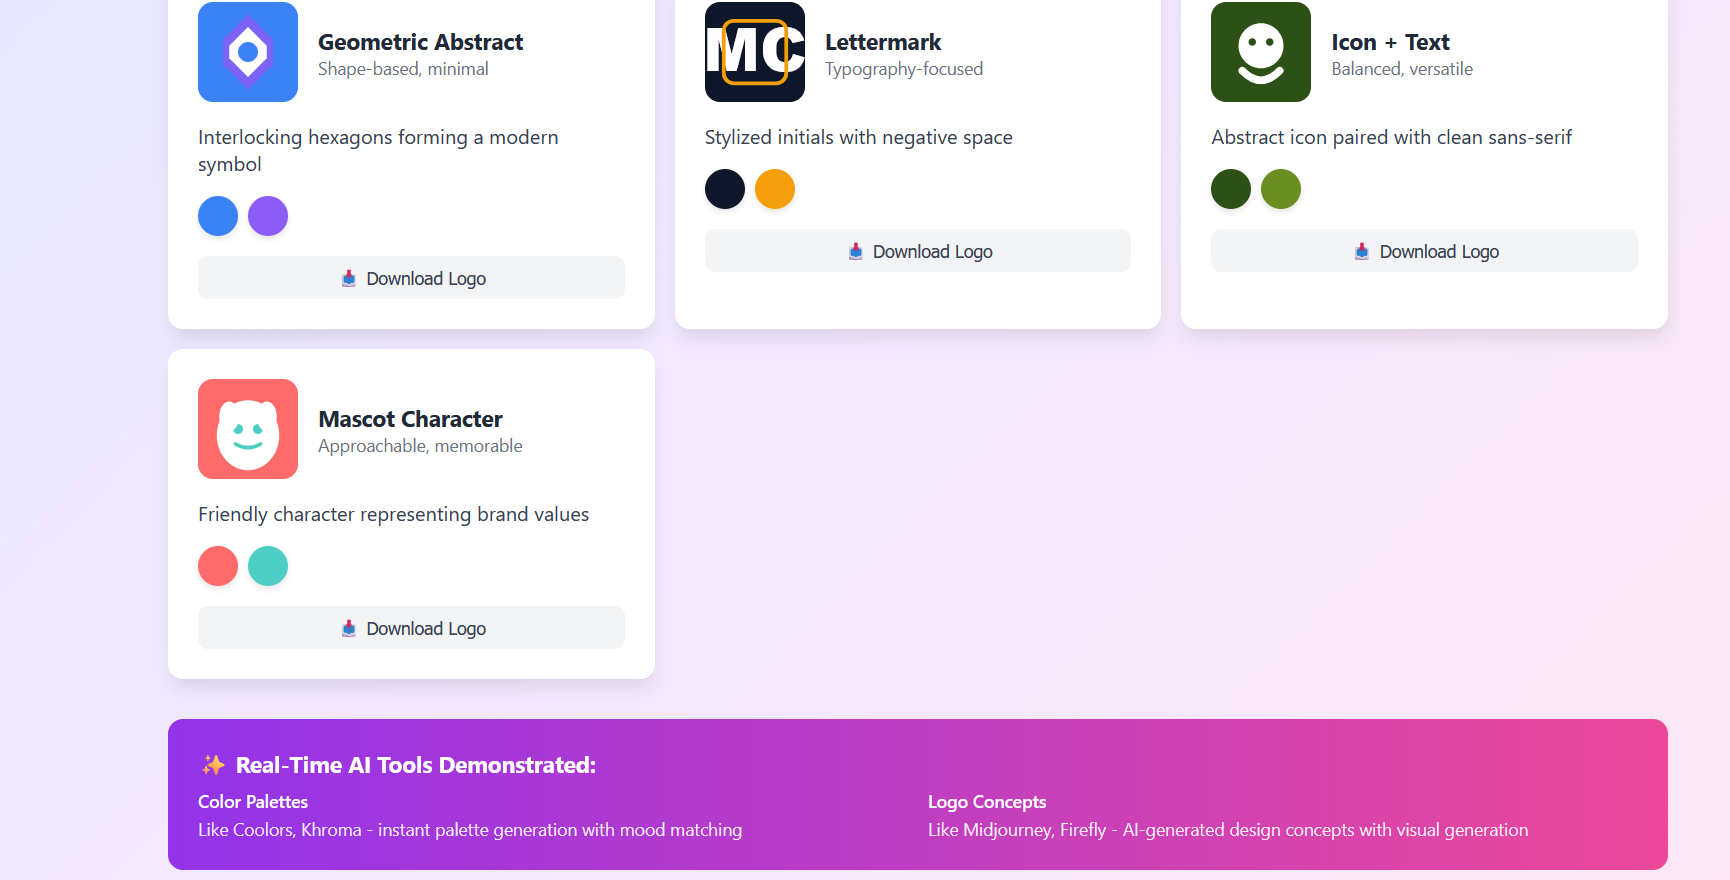 Geometric Abstract
Shape-based, minimal
Interlocking hexagons forming a modern
symbol
📥 Download Logo
MC
Lettermark
Typography-focused
Stylized initials with negative space
📥 Download Logo
Icon + Text
Balanced, versatile
Abstract icon paired with clean sans-serif
📥 Download Logo
Mascot Character
Approachable, memorable
Friendly character representing brand values
📥 Download Logo
✨ Real-Time AI Tools Demonstrated:
Color Palettes
Like Coolors, Khroma - instant palette generation with mood matching
Logo Concepts
Like Midjourney, Firefly - AI-generated design concepts with visual generation